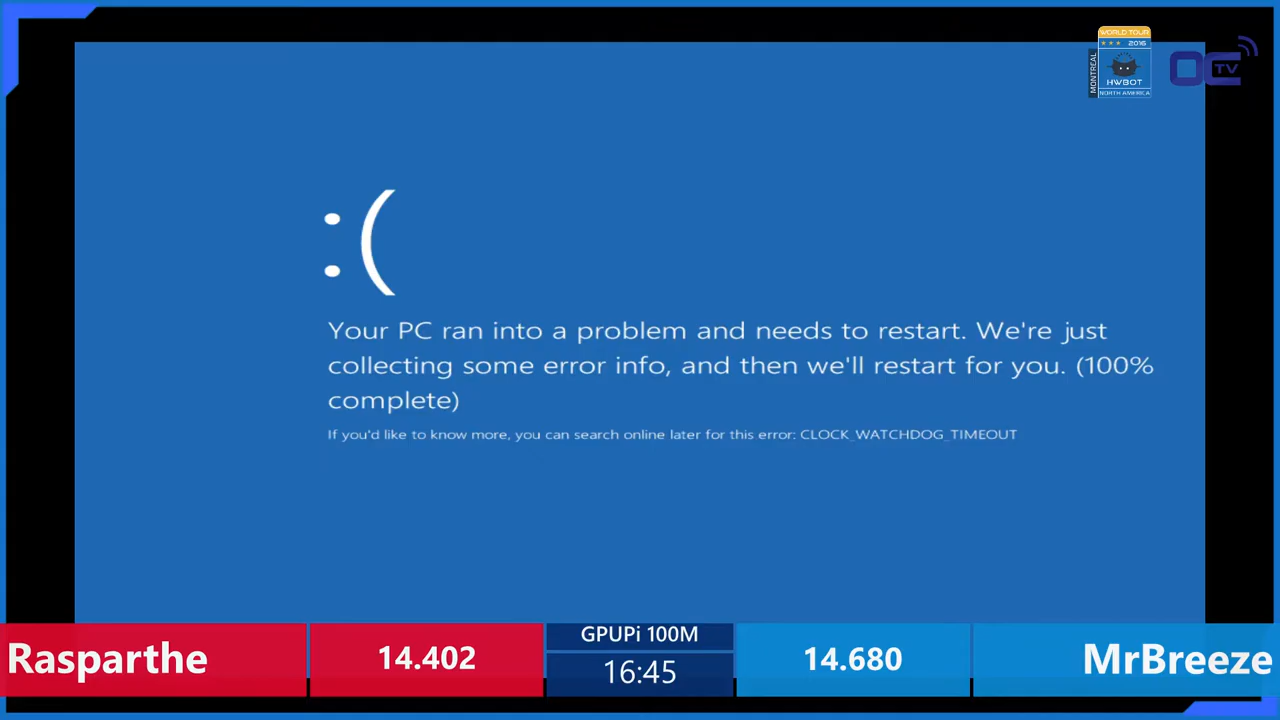 WORLD TOUR
2016
MONTREAL
HWBOT
NORTH AMERICA
OC TV
:(
Your PC ran into a problem and needs to restart. We're just
collecting some error info, and then we'll restart for you. (100%
complete)
If you'd like to know more, you can search online later for this error: CLOCK_WATCHDOG_TIMEOUT
Rasparthe
14.402
GPUPi 100M
16:45
14.680
MrBreeze